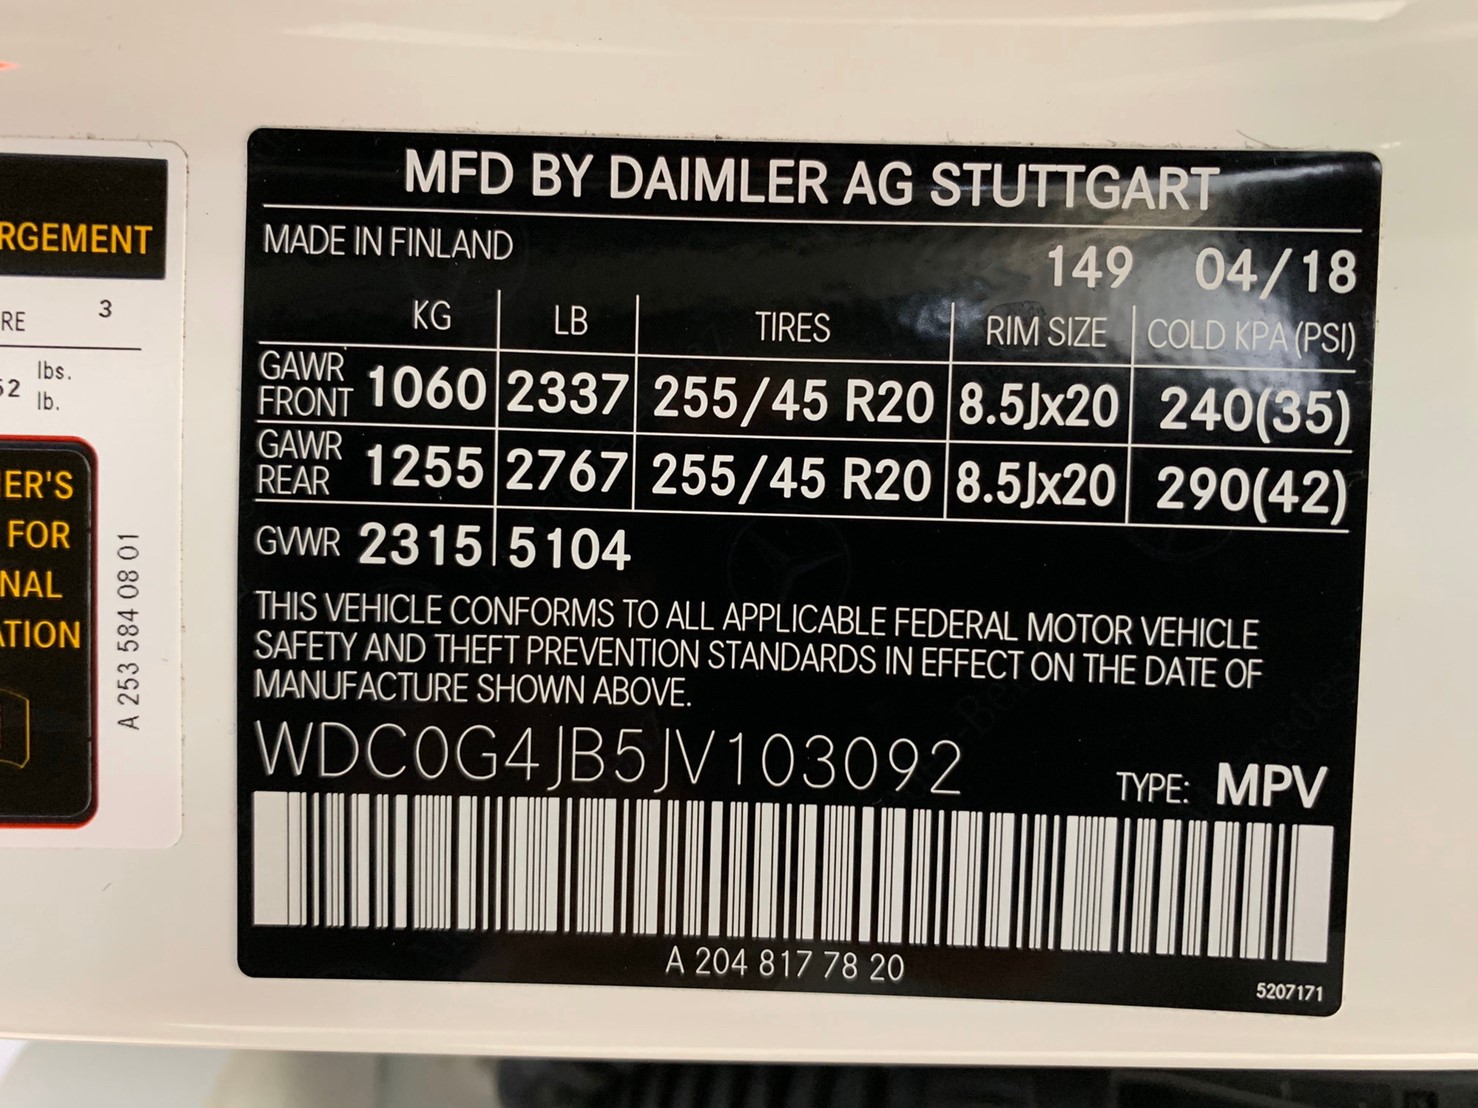 MFD BY DAIMLER AG STUTTGART
MADE IN FINLAND
149 04/18
KG LB TIRES RIM SIZE COLD KPA (PSI)
GAWR FRONT 1060 2337 255/45 R20 8.5Jx20 240(35)
GAWR REAR 1255 2767 255/45 R20 8.5Jx20 290(42)
GVWR 2315 5104
THIS VEHICLE CONFORMS TO ALL APPLICABLE FEDERAL MOTOR VEHICLE
SAFETY AND THEFT PREVENTION STANDARDS IN EFFECT ON THE DATE OF
MANUFACTURE SHOWN ABOVE.
WDC0G4JB5JV103092
TYPE: MPV
A 204 817 78 20
5207171
RGEMENT
RE 3
52 lbs.
lb.
ER'S
FOR
NAL
ATION
A 253 584 08 01